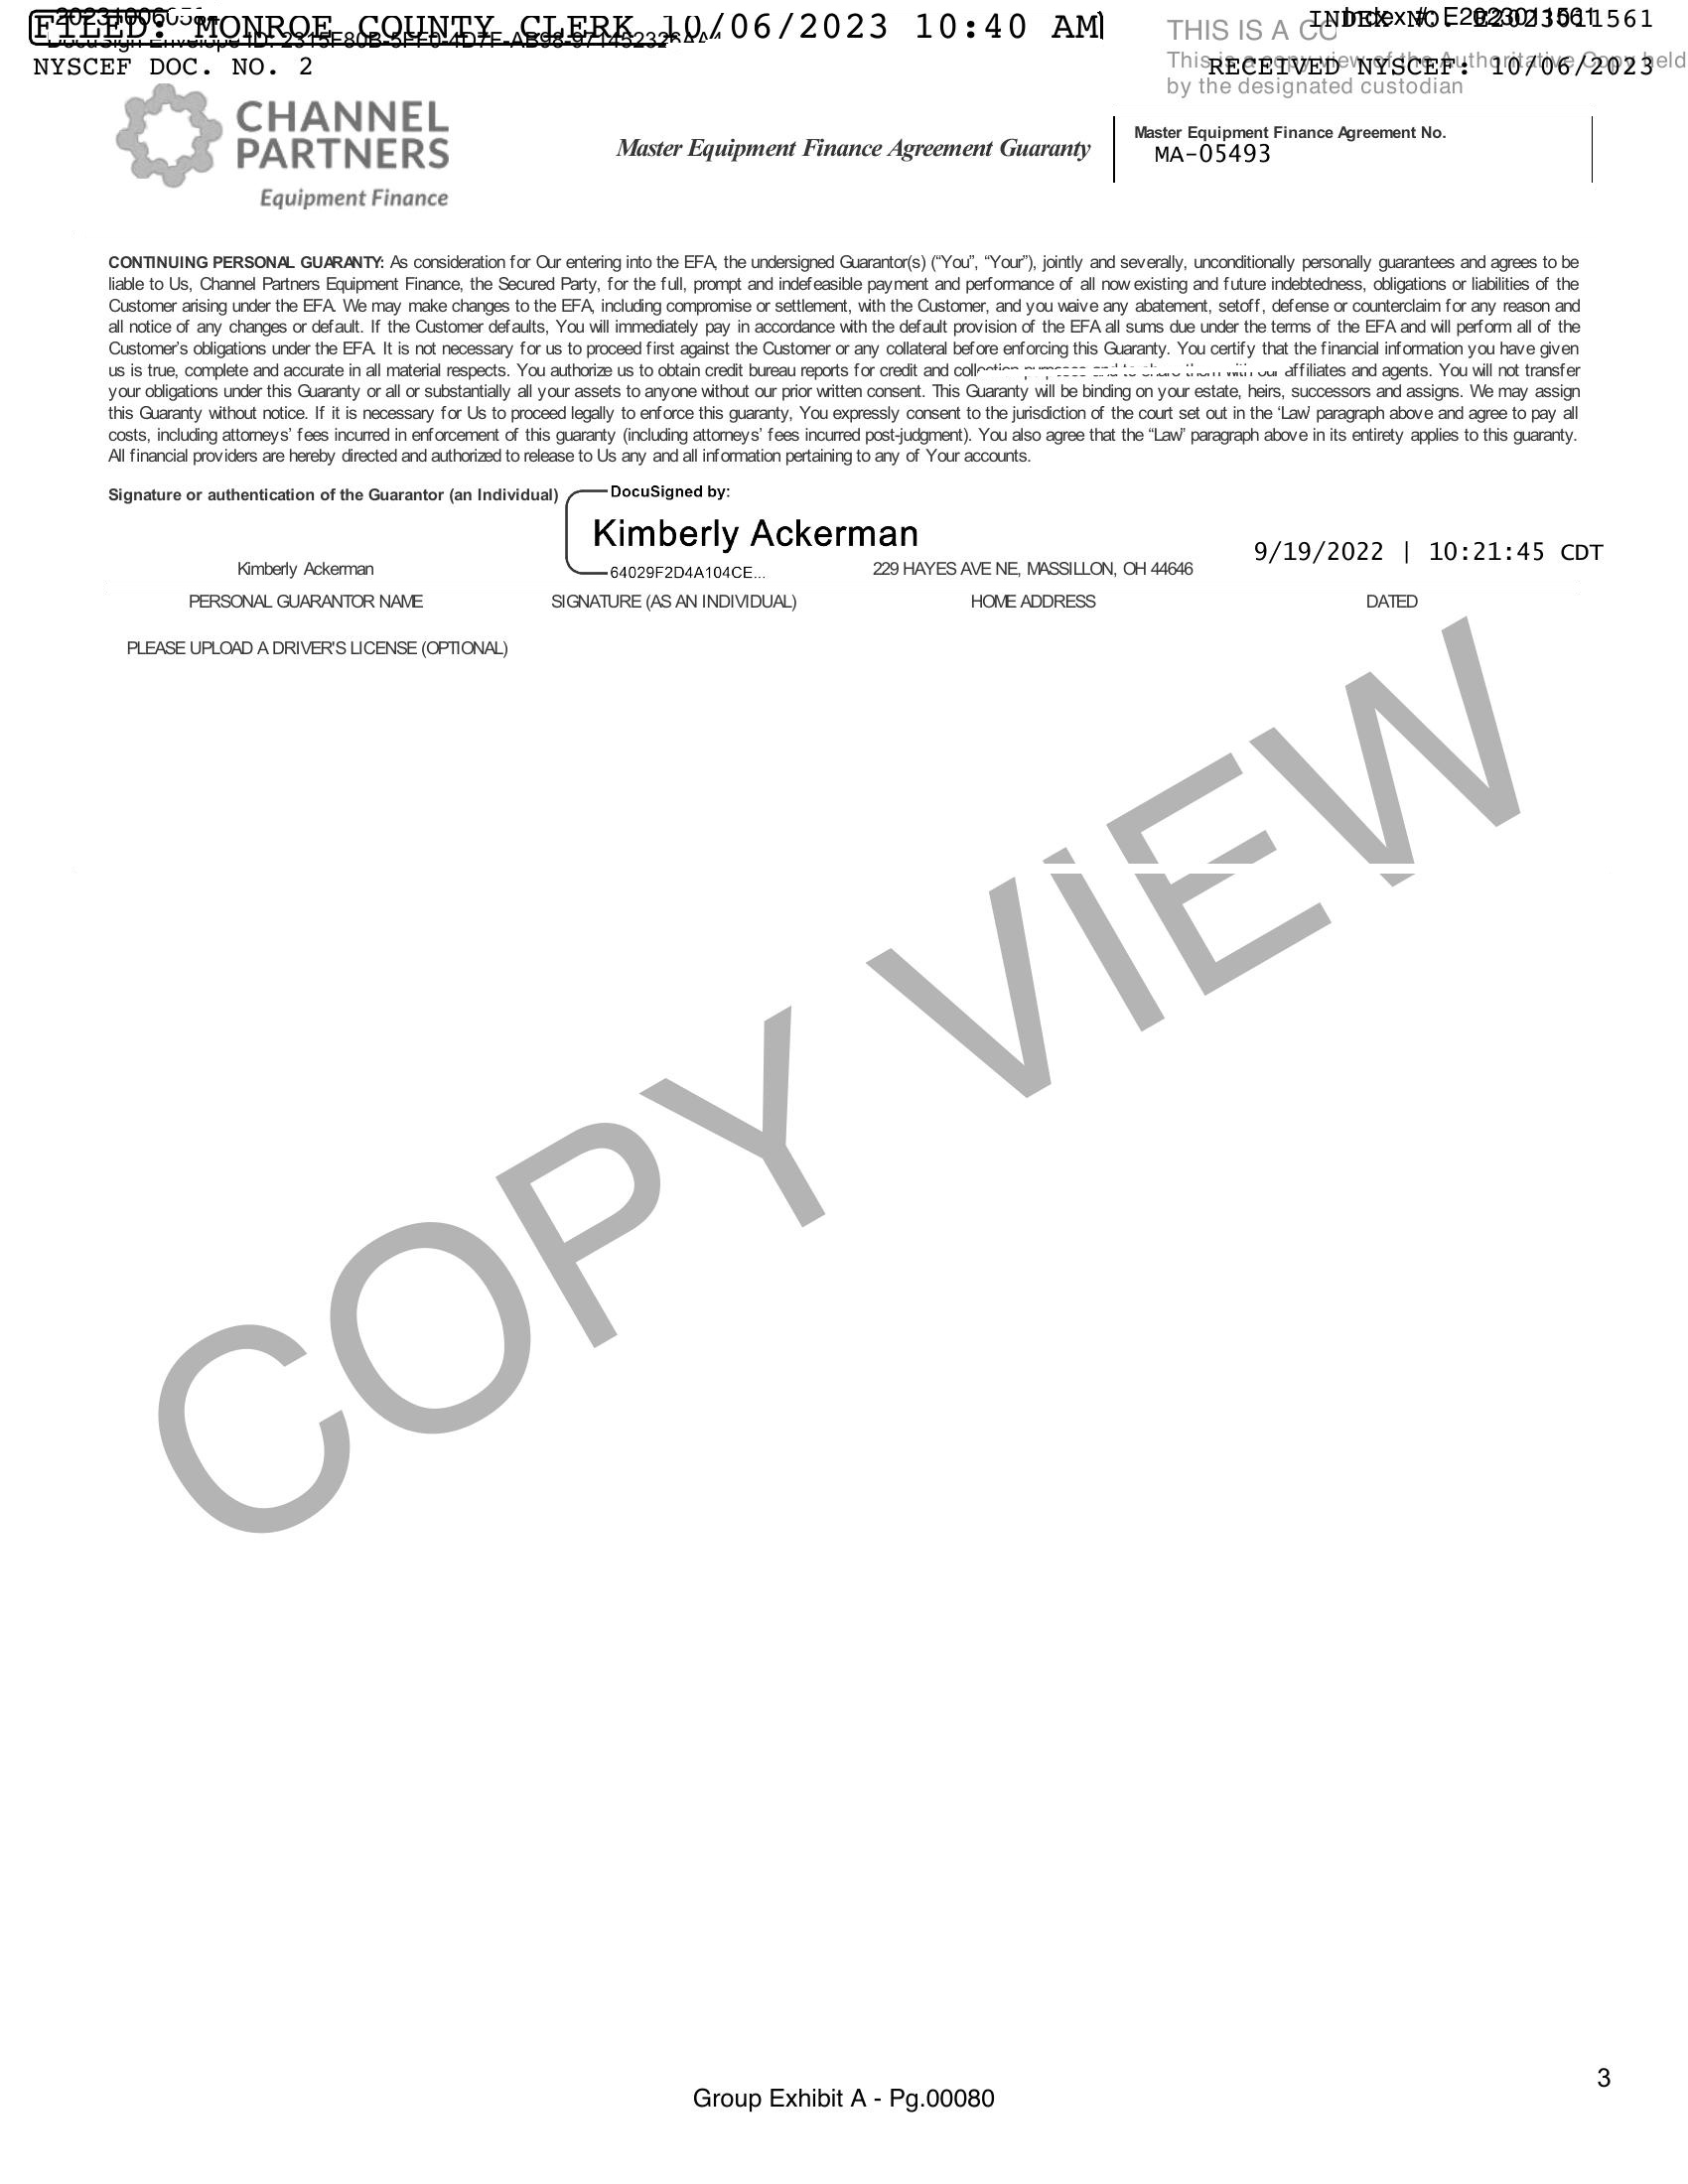 FILED: MONROE COUNTY CLERK 10/06/2023 10:40 AM
INDEX NO. E2023011561
NYSCEF DOC. NO. 2
RECEIVED NYSCEF: 10/06/2023
THIS IS A
This is a copy view of the Authoritative Copy held
by the designated custodian
CHANNEL
PARTNERS
Equipment Finance
Master Equipment Finance Agreement Guaranty
Master Equipment Finance Agreement No.
MA-05493
CONTINUING PERSONAL GUARANTY: As consideration for Our entering into the EFA, the undersigned Guarantor(s) (“You”, “Your”), jointly and severally, unconditionally personally guarantees and agrees to be
liable to Us, Channel Partners Equipment Finance, the Secured Party, for the full, prompt and indefeasible payment and performance of all now existing and future indebtedness, obligations or liabilities of the
Customer arising under the EFA. We may make changes to the EFA, including compromise or settlement, with the Customer, and you waive any abatement, setoff, defense or counterclaim for any reason and
all notice of any changes or default. If the Customer defaults, You will immediately pay in accordance with the default provision of the EFA all sums due under the terms of the EFA and will perform all of the
Customer’s obligations under the EFA. It is not necessary for us to proceed first against the Customer or any collateral before enforcing this Guaranty. You certify that the financial information you have given
us is true, complete and accurate in all material respects. You authorize us to obtain credit bureau reports for credit and collection purposes and to share them with our affiliates and agents. You will not transfer
your obligations under this Guaranty or all or substantially all your assets to anyone without our prior written consent. This Guaranty will be binding on your estate, heirs, successors and assigns. We may assign
this Guaranty without notice. If it is necessary for Us to proceed legally to enforce this guaranty, You expressly consent to the jurisdiction of the court set out in the ‘Law’ paragraph above and agree to pay all
costs, including attorneys’ fees incurred in enforcement of this guaranty (including attorneys’ fees incurred post-judgment). You also agree that the “Law” paragraph above in its entirety applies to this guaranty.
All financial providers are hereby directed and authorized to release to Us any and all information pertaining to any of Your accounts.
Signature or authentication of the Guarantor (an Individual)
DocuSigned by:
Kimberly Ackerman
64029F2D4A104CE...
Kimberly Ackerman
229 HAYES AVE NE, MASSILLON, OH 44646
9/19/2022 | 10:21:45 CDT
PERSONAL GUARANTOR NAME SIGNATURE (AS AN INDIVIDUAL) HOME ADDRESS DATED
PLEASE UPLOAD A DRIVER'S LICENSE (OPTIONAL)
COPY VIEW
3
Group Exhibit A - Pg.00080